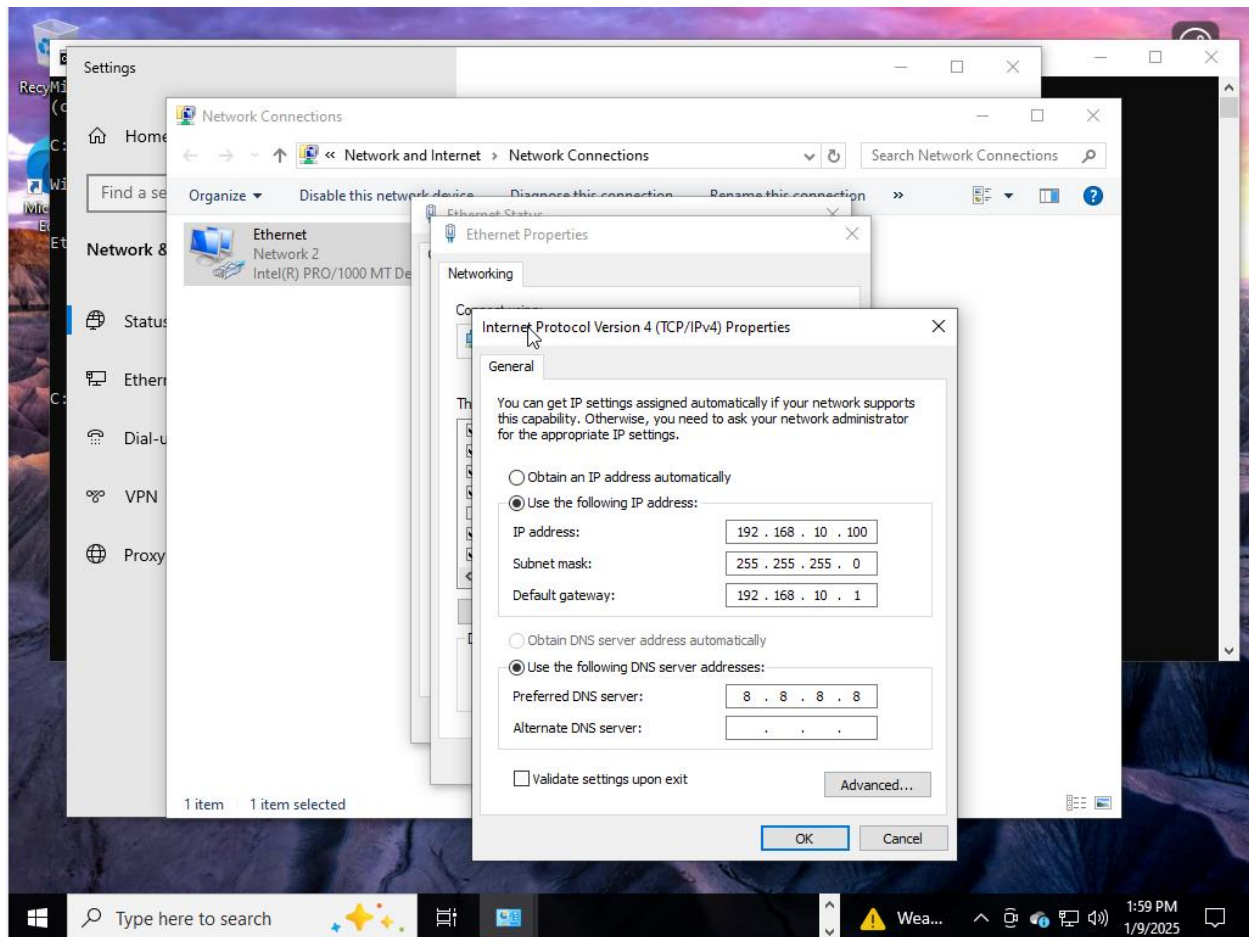 Settings
Recy
Mi
(c
Network Connections
Home
C:
Network and Internet
Network Connections
Search Network Connections
Wi
Mic
Find a se
Organize
Disable this network device
Diagnose this connection
Rename this connection
»
Et
Network &
Ethernet
Network 2
Intel(R) PRO/1000 MT De
Ethernet Status
Ethernet Properties
Networking
Status
Internet Protocol Version 4 (TCP/IPv4) Properties
General
Ethern
C:
Th
You can get IP settings assigned automatically if your network supports
this capability. Otherwise, you need to ask your network administrator
for the appropriate IP settings.
Dial-u
Obtain an IP address automatically
VPN
Use the following IP address:
IP address: 192 . 168 . 10 . 100
Proxy
Subnet mask: 255 . 255 . 255 . 0
Default gateway: 192 . 168 . 10 . 1
Obtain DNS server address automatically
Use the following DNS server addresses:
Preferred DNS server: 8 . 8 . 8 . 8
Alternate DNS server: . . .
Validate settings upon exit
Advanced...
1 item 1 item selected
OK Cancel
Type here to search
Wea...
1:59 PM
1/9/2025